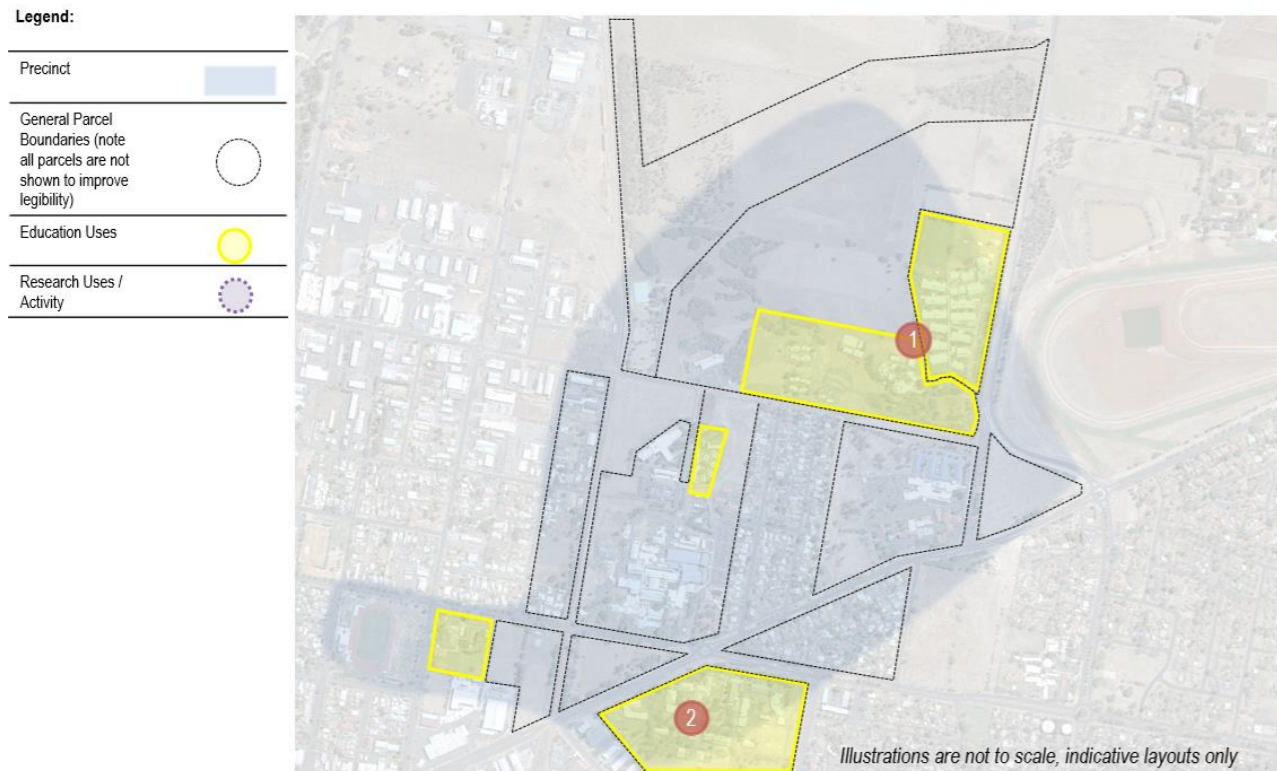 Legend:
Precinct
General Parcel
Boundaries (note
all parcels are not
shown to improve
legibility)
Education Uses
Research Uses /
Activity
1
2
Illustrations are not to scale, indicative layouts only